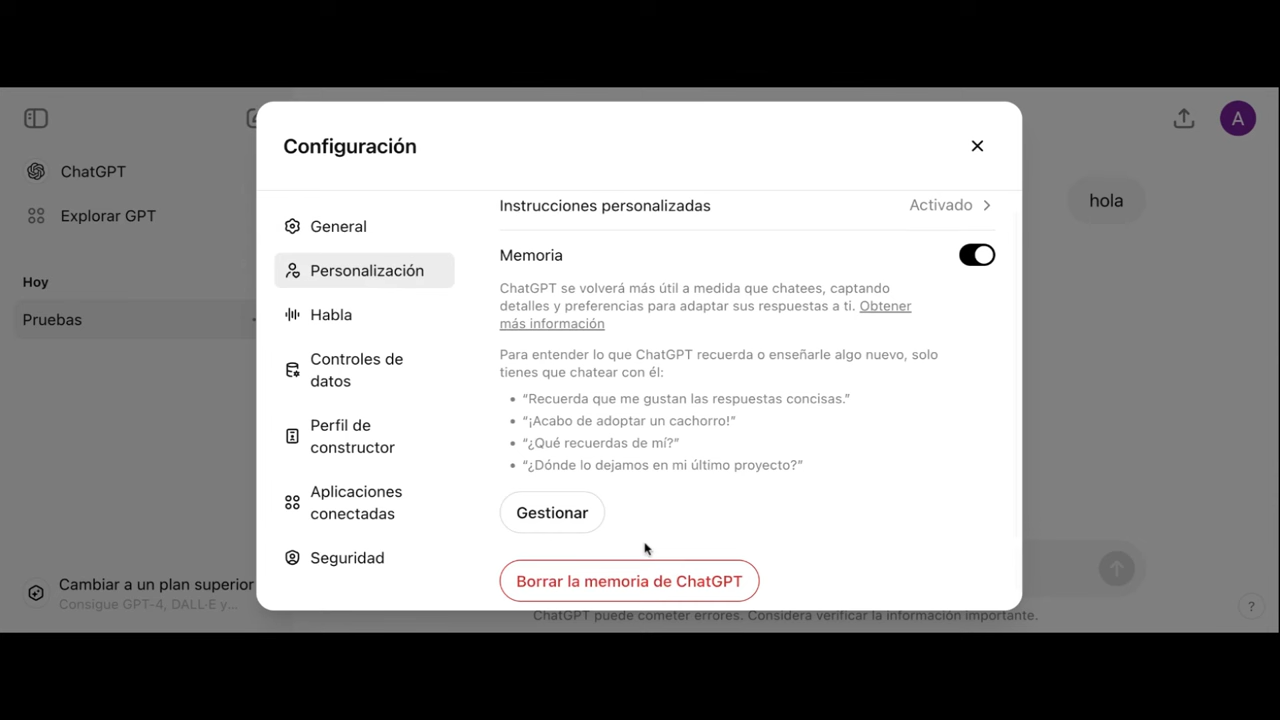 ChatGPT
Explorar GPT
Hoy
Pruebas
Cambiar a un plan superior
Consigue GPT-4, DALL·E y...
Configuración
General
Personalización
Habla
Controles de
datos
Perfil de
constructor
Aplicaciones
conectadas
Seguridad
Instrucciones personalizadas
Activado
Memoria
ChatGPT se volverá más útil a medida que chatees, captando
detalles y preferencias para adaptar sus respuestas a ti. Obtener
más información
Para entender lo que ChatGPT recuerda o enseñarle algo nuevo, solo
tienes que chatear con él:
• “Recuerda que me gustan las respuestas concisas.”
• “¡Acabo de adoptar un cachorro!”
• “¿Qué recuerdas de mí?”
• “¿Dónde lo dejamos en mi último proyecto?”
Gestionar
Borrar la memoria de ChatGPT
A
hola
ChatGPT puede cometer errores. Considera verificar la información importante.
?